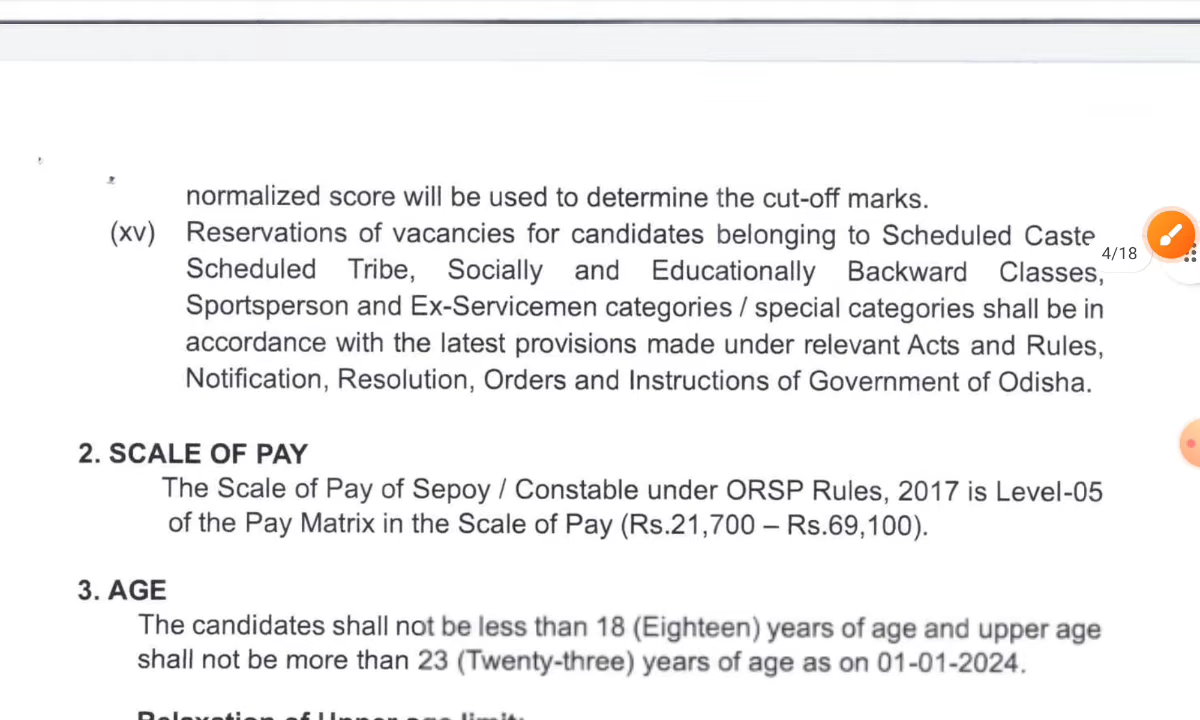 normalized score will be used to determine the cut-off marks.
(xv) Reservations of vacancies for candidates belonging to Scheduled Caste
4/18
Scheduled Tribe, Socially and Educationally Backward Classes,
Sportsperson and Ex-Servicemen categories / special categories shall be in
accordance with the latest provisions made under relevant Acts and Rules,
Notification, Resolution, Orders and Instructions of Government of Odisha.
2. SCALE OF PAY
The Scale of Pay of Sepoy / Constable under ORSP Rules, 2017 is Level-05
of the Pay Matrix in the Scale of Pay (Rs.21,700 – Rs.69,100).
3. AGE
The candidates shall not be less than 18 (Eighteen) years of age and upper age
shall not be more than 23 (Twenty-three) years of age as on 01-01-2024.
Relaxation of Upper age limit: